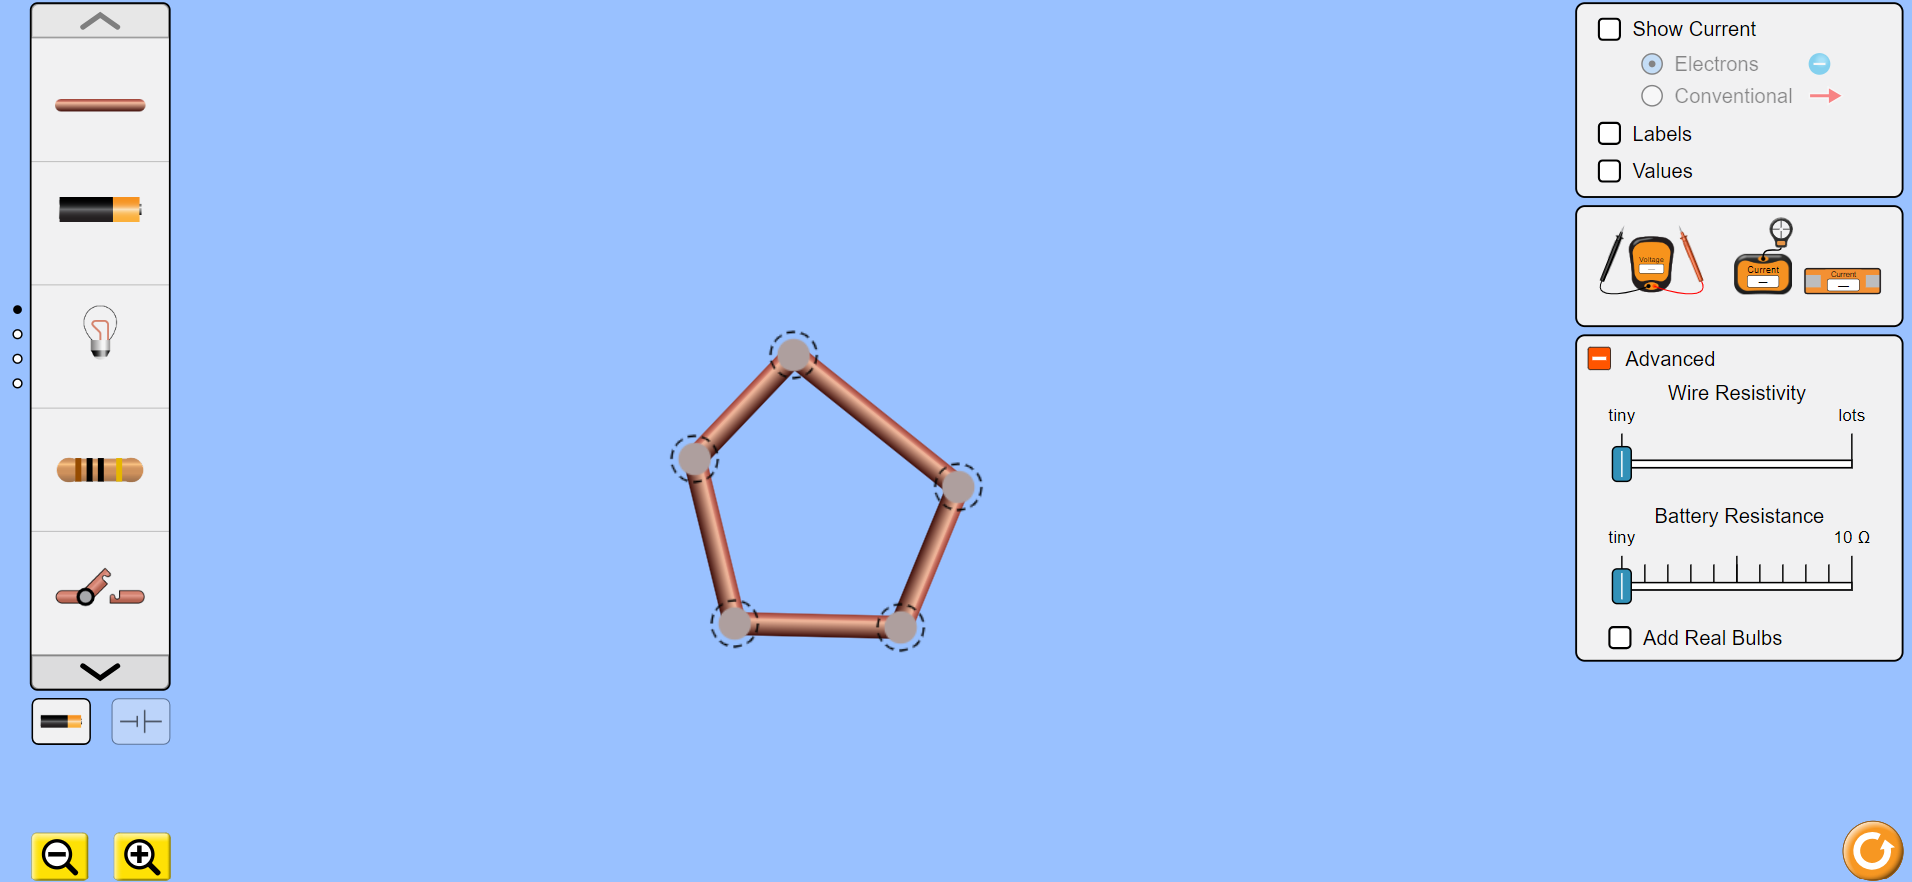 Show Current
Electrons
Conventional
Labels
Values
Voltage
Current
Current
Advanced
Wire Resistivity
tiny lots
Battery Resistance
tiny 10 Ω
Add Real Bulbs